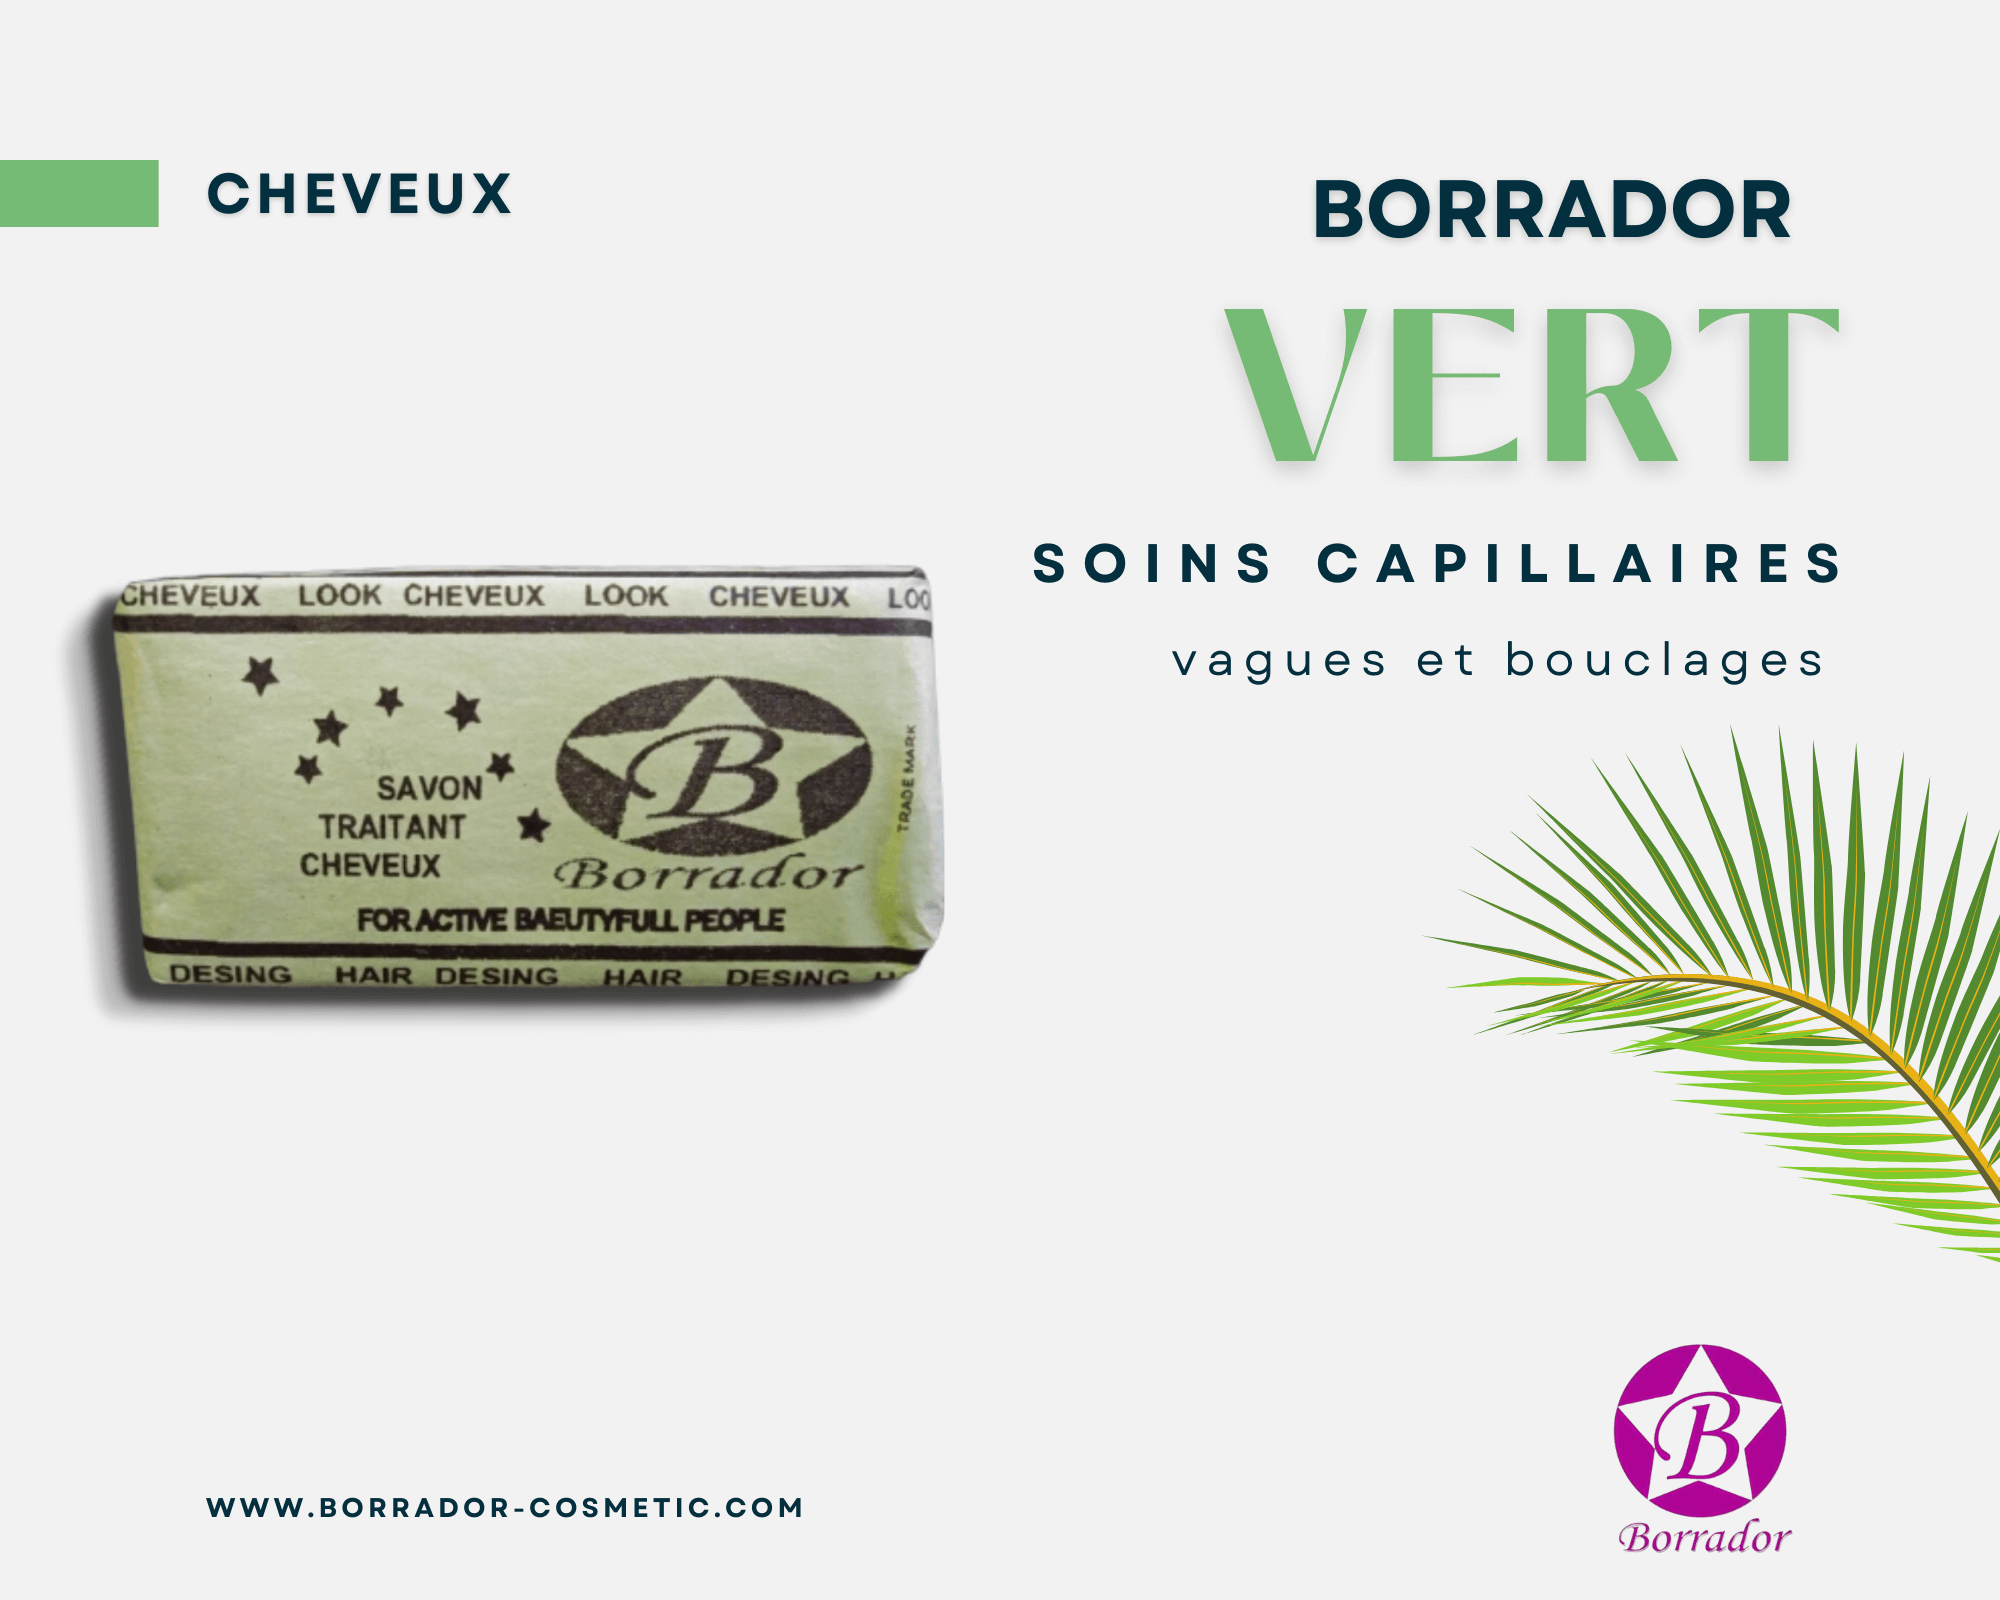 CHEVEUX
BORRADOR
VERT
SOINS CAPILLAIRES
vagues et bouclages
CHEVEUX LOOK CHEVEUX LOOK CHEVEUX LOO
B
TRADE MARK
SAVON
TRAITANT
CHEVEUX
Borrador
FOR ACTIVE BAEUTYFULL PEOPLE
DESING HAIR DESING HAIR DESING
WWW.BORRADOR-COSMETIC.COM
B
Borrador